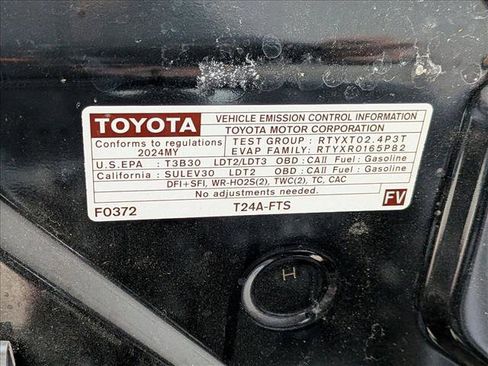 TOYOTA
VEHICLE EMISSION CONTROL INFORMATION
TOYOTA MOTOR CORPORATION
Conforms to regulations
2024MY
TEST GROUP : RTYXT02.4P3T
EVAP FAMILY: RTYXR0165P82
U.S.EPA : T3B30 LDT2/LDT3 OBD:CAII Fuel: Gasoline
California : SULEV30 LDT2 OBD:CAII Fuel: Gasoline
DFI+SFI, WR-HO2S(2), TWC(2), TC, CAC
No adjustments needed.
F0372
T24A-FTS
FV
H